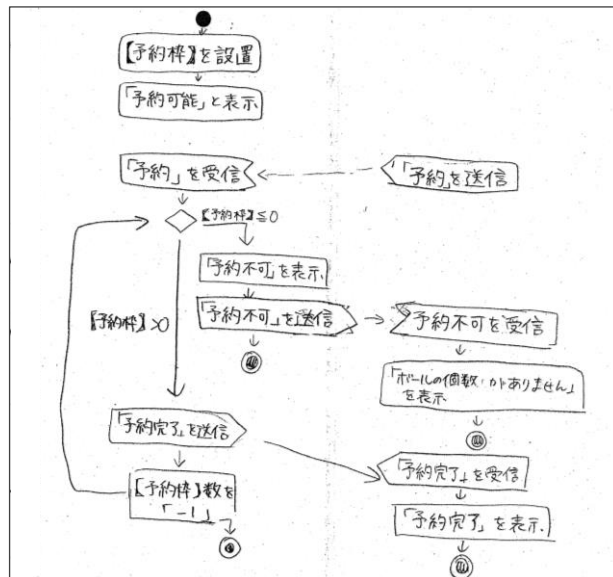 【予約枠】を設置
「予約可能」と表示
「予約」を受信
「予約」を送信
【予約枠】≦0
「予約不可」を表示
【予約枠】>0
「予約不可」を送信
予約不可を受信
「ボールの個数がありません」
を表示
「予約完了」を送信
「予約完了」を受信
【予約枠】数を
「-1」
「予約完了」を表示